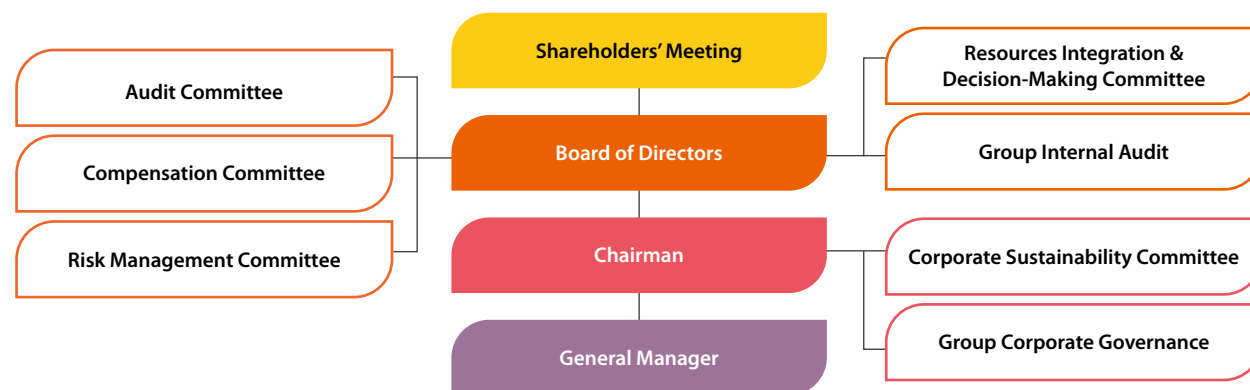 Shareholders’ Meeting
Board of Directors
Chairman
General Manager
Audit Committee
Compensation Committee
Risk Management Committee
Resources Integration &
Decision-Making Committee
Group Internal Audit
Corporate Sustainability Committee
Group Corporate Governance